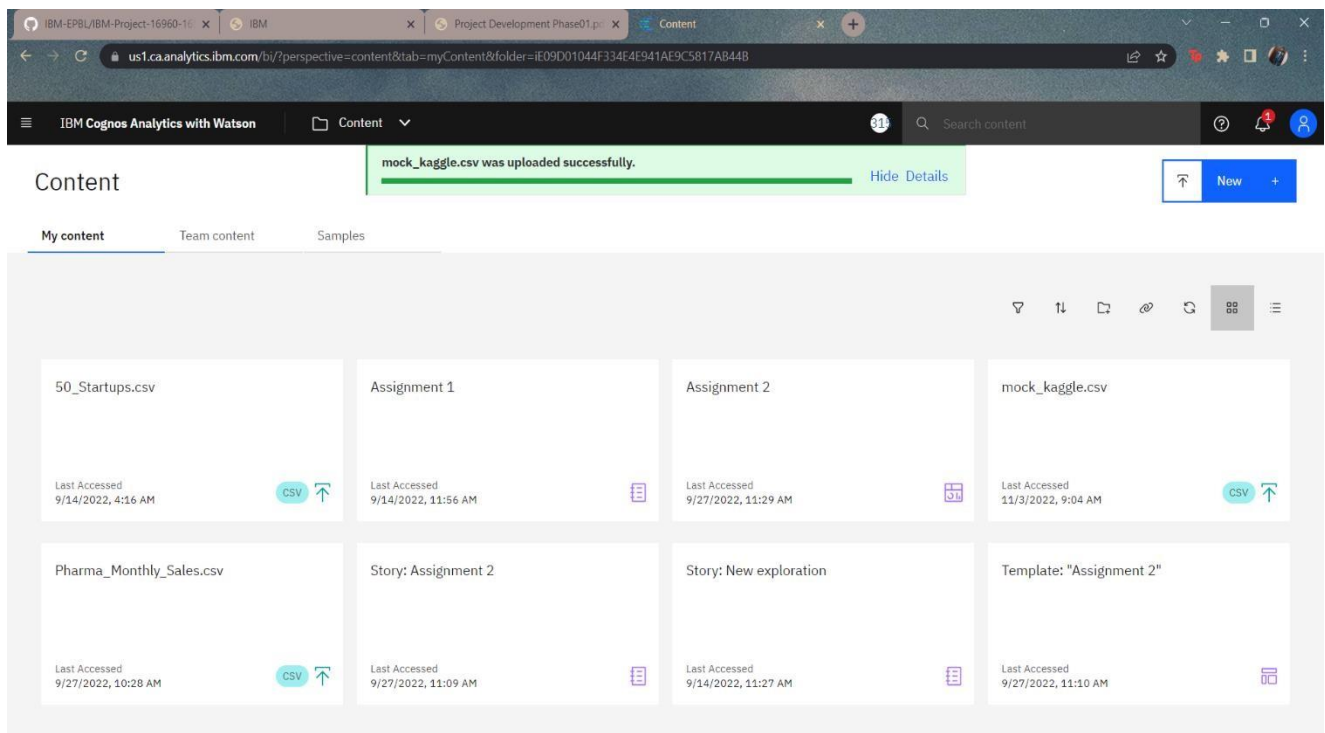 IBM-EPBL/IBM-Project-16960-16
IBM
Project Development Phase01.pd
Content
us1.ca.analytics.ibm.com/bi/?perspective=content&tab=myContent&folder=iE09D01044F334E4E941AE9C5817AB44B
IBM Cognos Analytics with Watson
Content
Search content
1
mock_kaggle.csv was uploaded successfully.
Hide Details
Content
New +
My content
Team content
Samples
50_Startups.csv
Last Accessed
9/14/2022, 4:16 AM
CSV
Assignment 1
Last Accessed
9/14/2022, 11:56 AM
Assignment 2
Last Accessed
9/27/2022, 11:29 AM
mock_kaggle.csv
Last Accessed
11/3/2022, 9:04 AM
CSV
Pharma_Monthly_Sales.csv
Last Accessed
9/27/2022, 10:28 AM
CSV
Story: Assignment 2
Last Accessed
9/27/2022, 11:09 AM
Story: New exploration
Last Accessed
9/14/2022, 11:27 AM
Template: "Assignment 2"
Last Accessed
9/27/2022, 11:10 AM